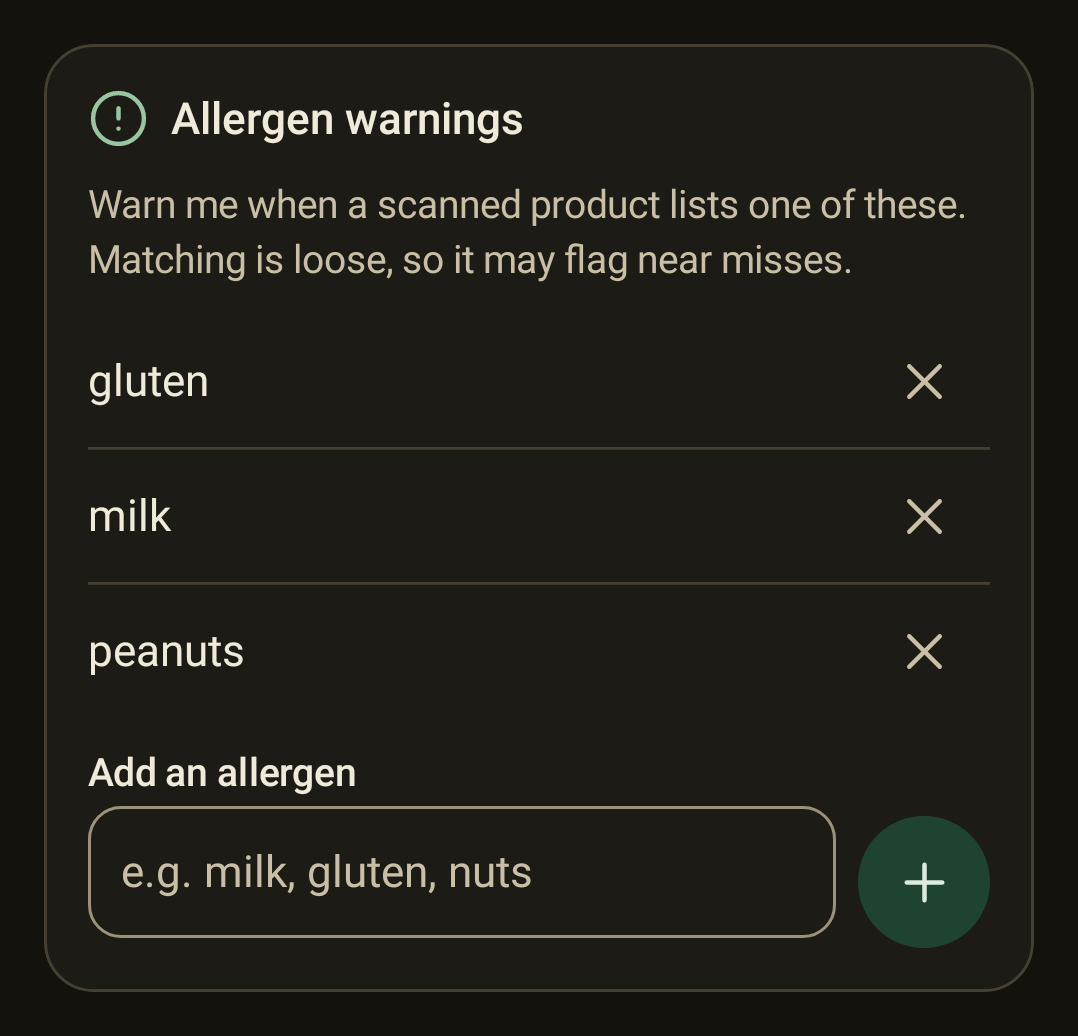 Allergen warnings
Warn me when a scanned product lists one of these.
Matching is loose, so it may flag near misses.
gluten
milk
peanuts
Add an allergen
e.g. milk, gluten, nuts